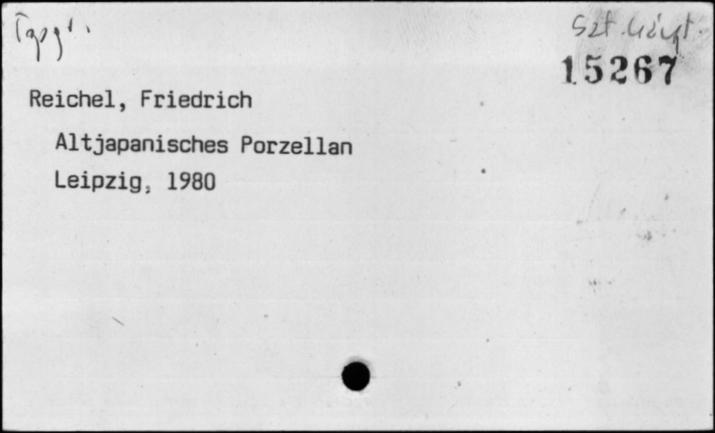 15267
Reichel, Friedrich
Altjapanisches Porzellan
Leipzig, 1980